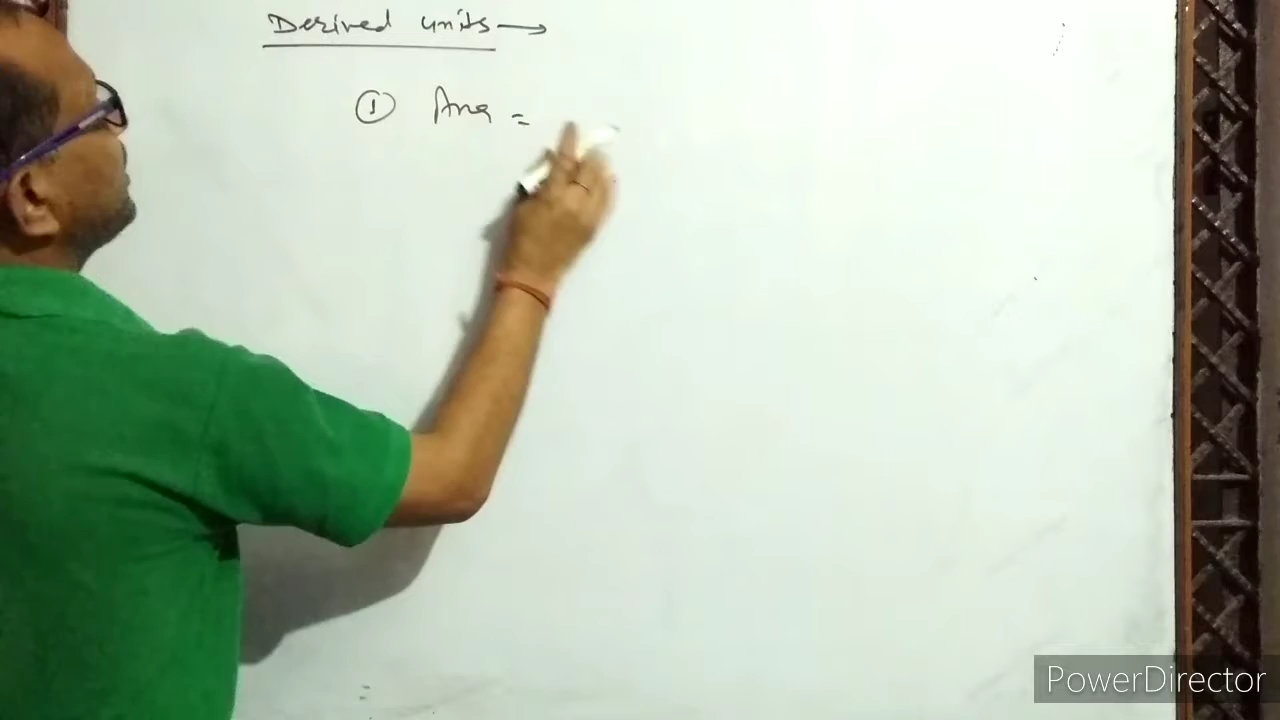 Derived units →
① Area =
PowerDirector